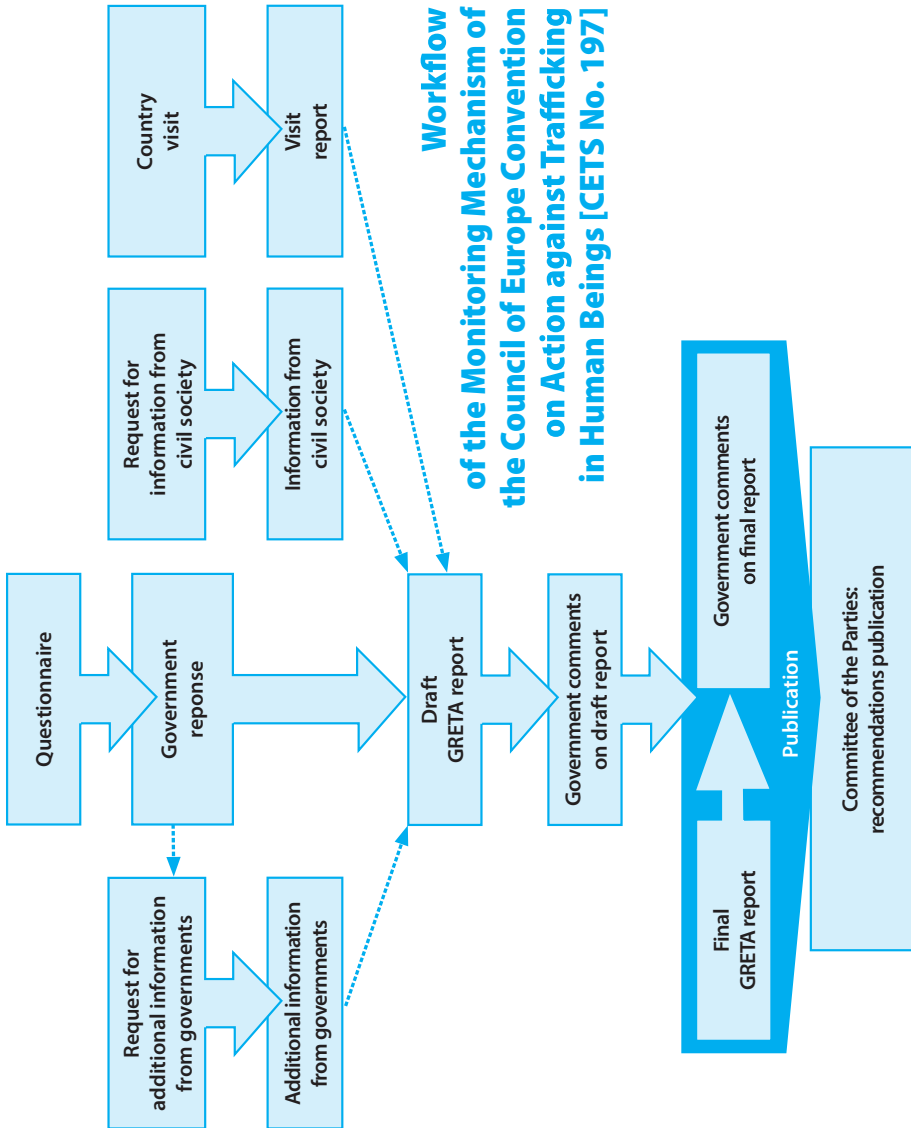 Workflow
of the Monitoring Mechanism of
the Council of Europe Convention
on Action against Trafficking
in Human Beings [CETS No. 197]
Questionnaire
Government
reponse
Request for
additional information
from governments
Additional information
from governments
Request for
information from
civil society
Information from
civil society
Country
visit
Visit
report
Draft
GRETA report
Government comments
on draft report
Final
GRETA report
Government comments
on final report
Publication
Committee of the Parties:
recommendations publication